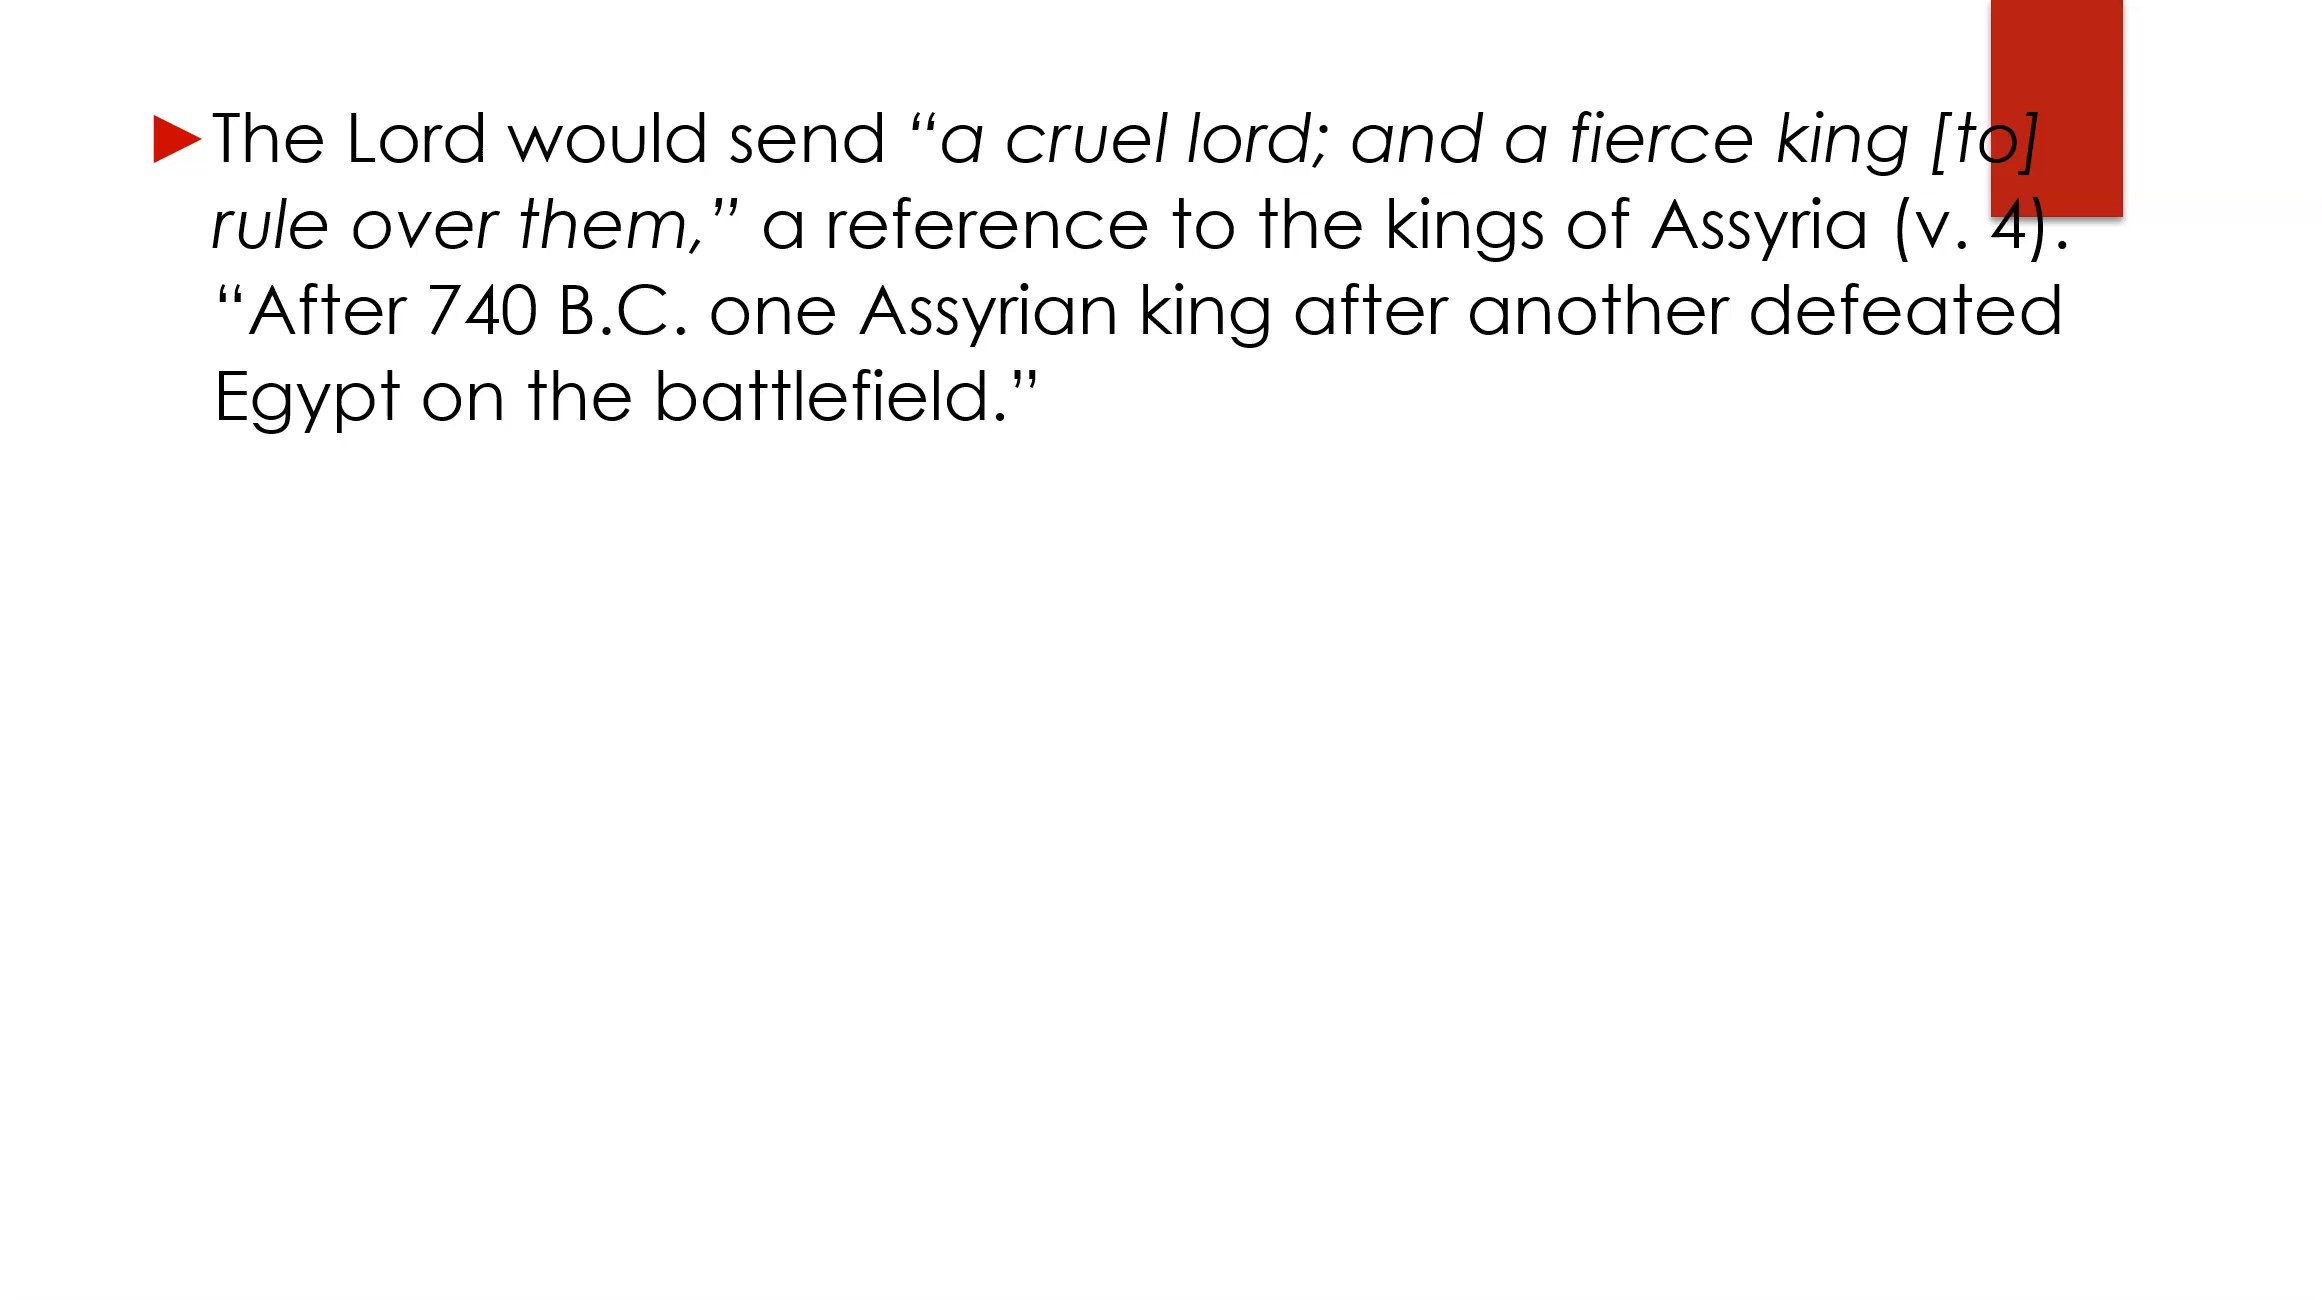 The Lord would send “a cruel lord; and a fierce king [to]
rule over them,” a reference to the kings of Assyria (v. 4).
“After 740 B.C. one Assyrian king after another defeated
Egypt on the battlefield.”